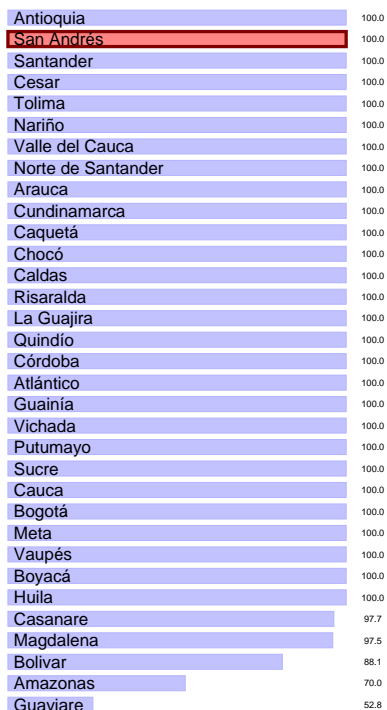 Antioquia 100.0
San Andrés 100.0
Santander 100.0
Cesar 100.0
Tolima 100.0
Nariño 100.0
Valle del Cauca 100.0
Norte de Santander 100.0
Arauca 100.0
Cundinamarca 100.0
Caquetá 100.0
Chocó 100.0
Caldas 100.0
Risaralda 100.0
La Guajira 100.0
Quindío 100.0
Córdoba 100.0
Atlántico 100.0
Guainía 100.0
Vichada 100.0
Putumayo 100.0
Sucre 100.0
Cauca 100.0
Bogotá 100.0
Meta 100.0
Vaupés 100.0
Boyacá 100.0
Huila 100.0
Casanare 97.7
Magdalena 97.5
Bolivar 88.1
Amazonas 70.0
Guaviare 52.8